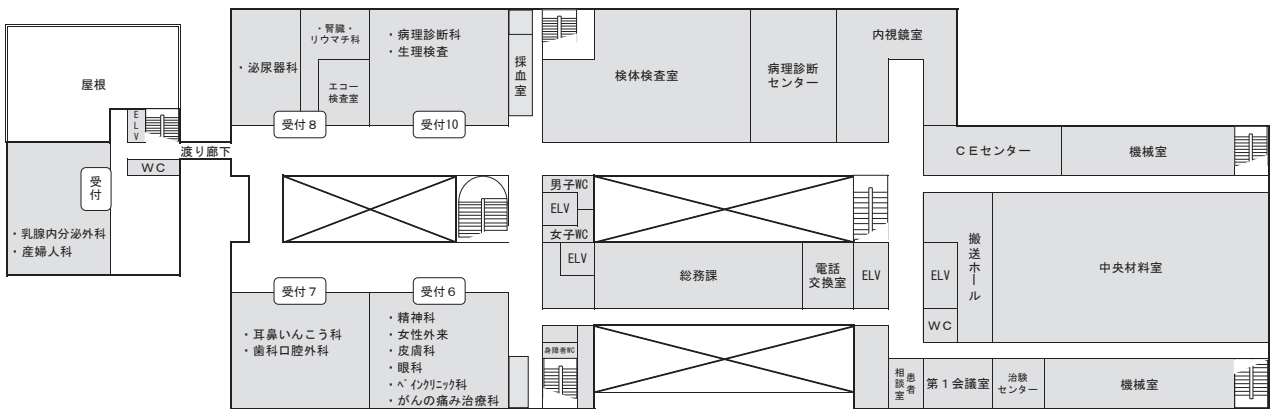 屋根
ELV
WC
渡り廊下
受付
・乳腺内分泌外科
・産婦人科
・泌尿器科
・腎臓・
リウマチ科
エコー
検査室
受付８
・病理診断科
・生理検査
受付10
採血室
検体検査室
病理診断
センター
内視鏡室
ＣＥセンター
機械室
男子WC
ELV
女子WC
ELV
総務課
電話
交換室
ELV
ELV
WC
搬送ホール
中央材料室
受付７
・耳鼻いんこう科
・歯科口腔外科
受付６
・精神科
・女性外来
・皮膚科
・眼科
・ペインクリニック科
・がんの痛み治療科
身障者WC
患者
相談室
第１会議室
治験
センター
機械室